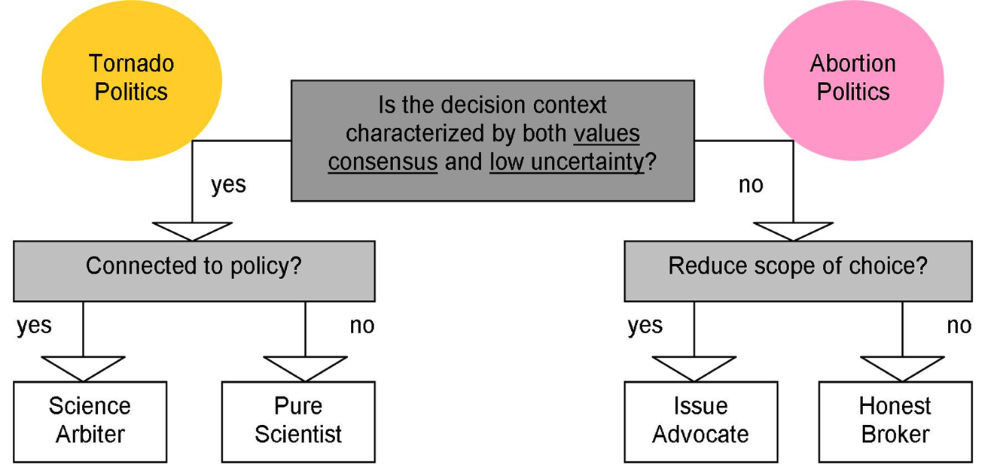 Tornado
Politics
Abortion
Politics
Is the decision context
characterized by both values
consensus and low uncertainty?
yes
no
Connected to policy?
Reduce scope of choice?
yes
no
yes
no
Science
Arbiter
Pure
Scientist
Issue
Advocate
Honest
Broker